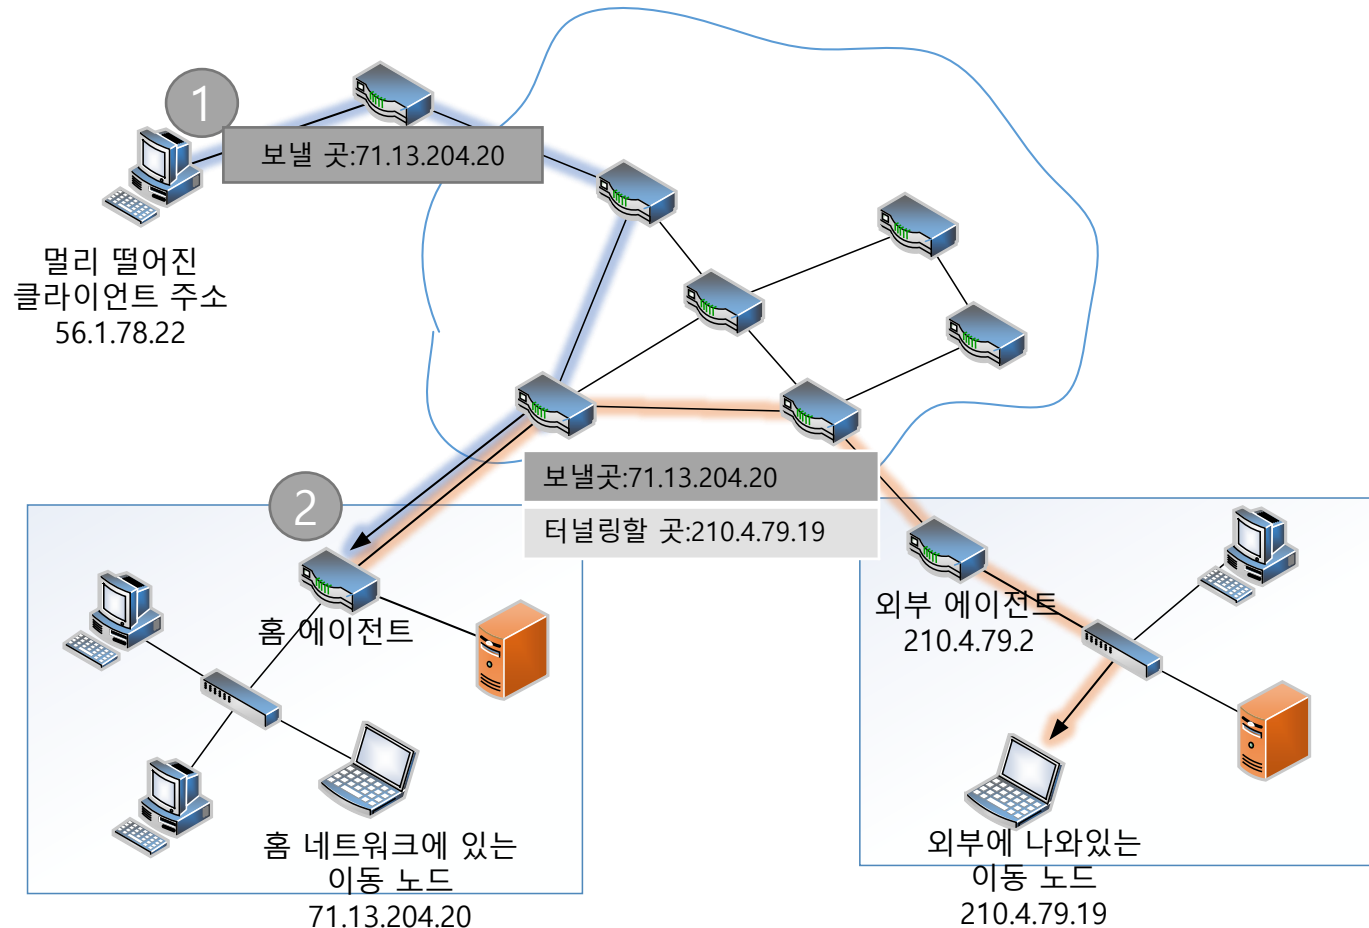 1
보낼 곳:71.13.204.20
멀리 떨어진
클라이언트 주소
56.1.78.22
보낼곳:71.13.204.20
터널링할 곳:210.4.79.19
2
홈 에이전트
외부 에이전트
210.4.79.2
홈 네트워크에 있는
이동 노드
71.13.204.20
외부에 나와있는
이동 노드
210.4.79.19